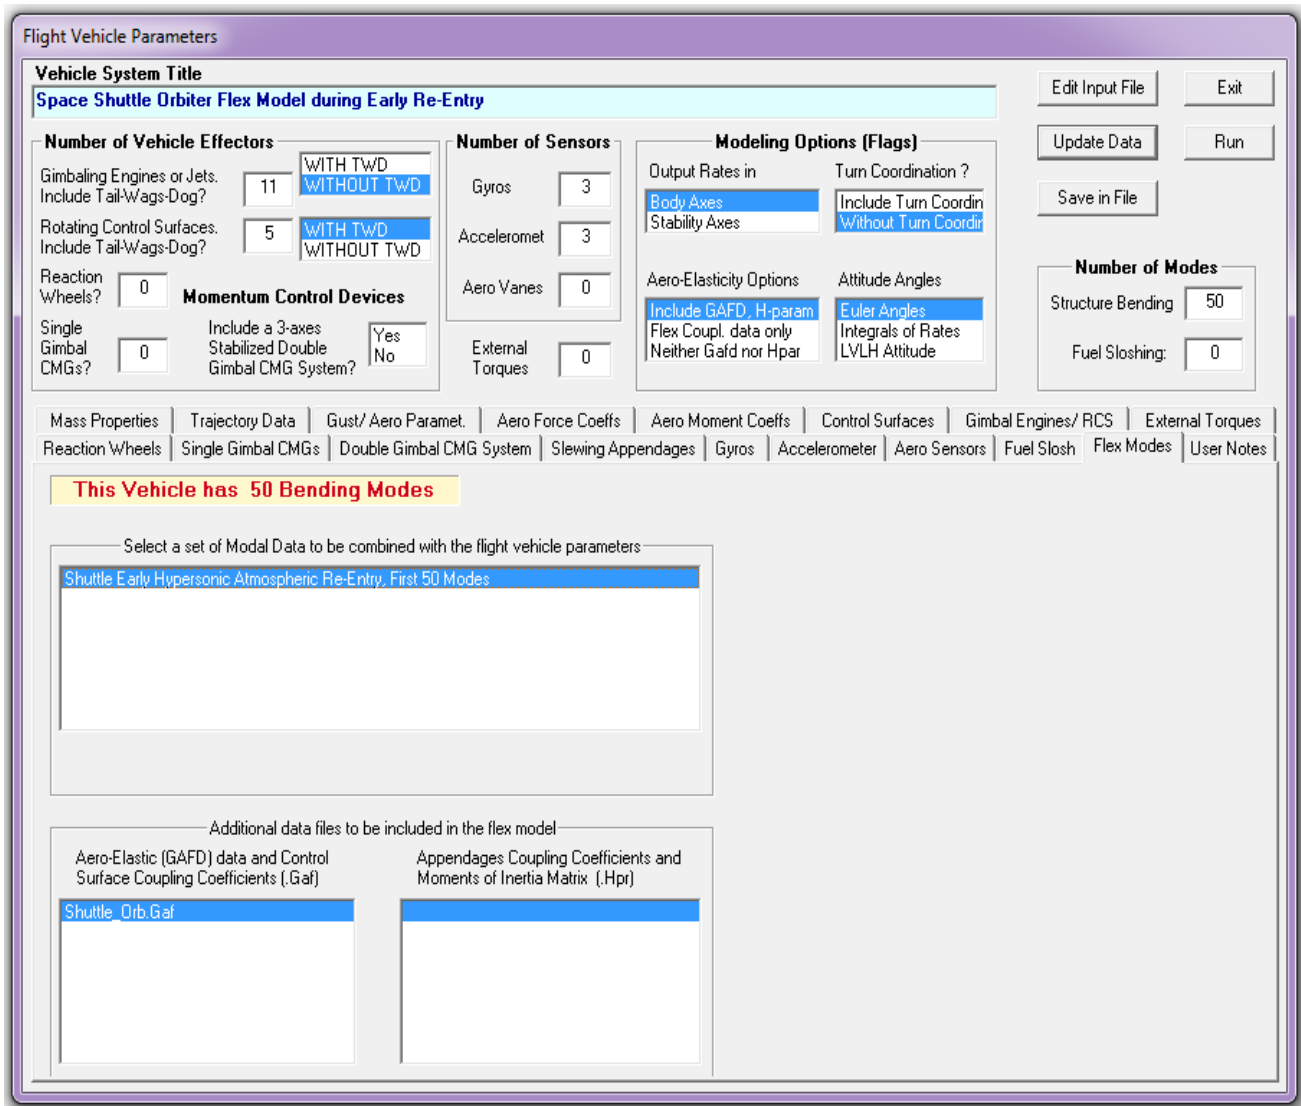 Flight Vehicle Parameters
Vehicle System Title
Space Shuttle Orbiter Flex Model during Early Re-Entry
Edit Input File
Exit
Update Data
Run
Save in File
Number of Vehicle Effectors
Gimbaling Engines or Jets.
Include Tail-Wags-Dog?
11
WITH TWD
WITHOUT TWD
Rotating Control Surfaces.
Include Tail-Wags-Dog?
5
WITH TWD
WITHOUT TWD
Reaction
Wheels?
0
Momentum Control Devices
Single
Gimbal
CMGs?
0
Include a 3-axes
Stabilized Double
Gimbal CMG System?
Yes
No
Number of Sensors
Gyros
3
Acceleromet
3
Aero Vanes
0
External
Torques
0
Modeling Options (Flags)
Output Rates in
Body Axes
Stability Axes
Turn Coordination ?
Include Turn Coordin
Without Turn Coordir
Aero-Elasticity Options
Include GAFD, H-param
Flex Coupl. data only
Neither Gafd nor Hpar
Attitude Angles
Euler Angles
Integrals of Rates
LVLH Attitude
Number of Modes
Structure Bending
50
Fuel Sloshing:
0
Mass Properties
Trajectory Data
Gust/ Aero Paramet.
Aero Force Coeffs
Aero Moment Coeffs
Control Surfaces
Gimbal Engines/ RCS
External Torques
Reaction Wheels
Single Gimbal CMGs
Double Gimbal CMG System
Slewing Appendages
Gyros
Accelerometer
Aero Sensors
Fuel Slosh
Flex Modes
User Notes
This Vehicle has 50 Bending Modes
Select a set of Modal Data to be combined with the flight vehicle parameters
Shuttle Early Hypersonic Atmospheric Re-Entry, First 50 Modes
Additional data files to be included in the flex model
Aero-Elastic (GAFD) data and Control
Surface Coupling Coefficients (.Gaf)
Shuttle_Orb.Gaf
Appendages Coupling Coefficients and
Moments of Inertia Matrix (.Hpr)